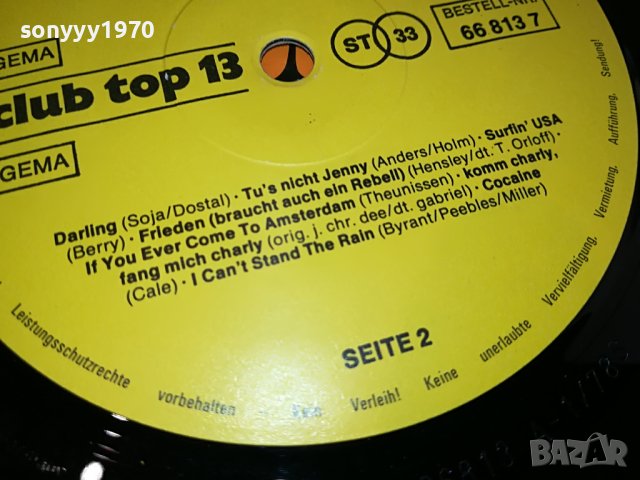 sonyyy1970
GEMA
club top 13
GEMA
ST 33
BESTELL-NR.
66 813 7
Darling (Soja/Dostal) · Tu's nicht Jenny (Anders/Holm) · Surfin' USA
(Berry) · Frieden (braucht auch ein Rebell) (Hensley/dt. T. Orloff) ·
If You Ever Come To Amsterdam (Theunissen) · komm charly,
fang mich charly (orig. j. chr. dee/dt. gabriel) · Cocaine
(Cale) · I Can't Stand The Rain (Byrant/Peebles/Miller)
SEITE 2
Leistungsschutzrechte vorbehalten · Kein Verleih! Keine unerlaubte Vervielfältigung, Vermietung, Aufführung, Sendung!
BAZAR